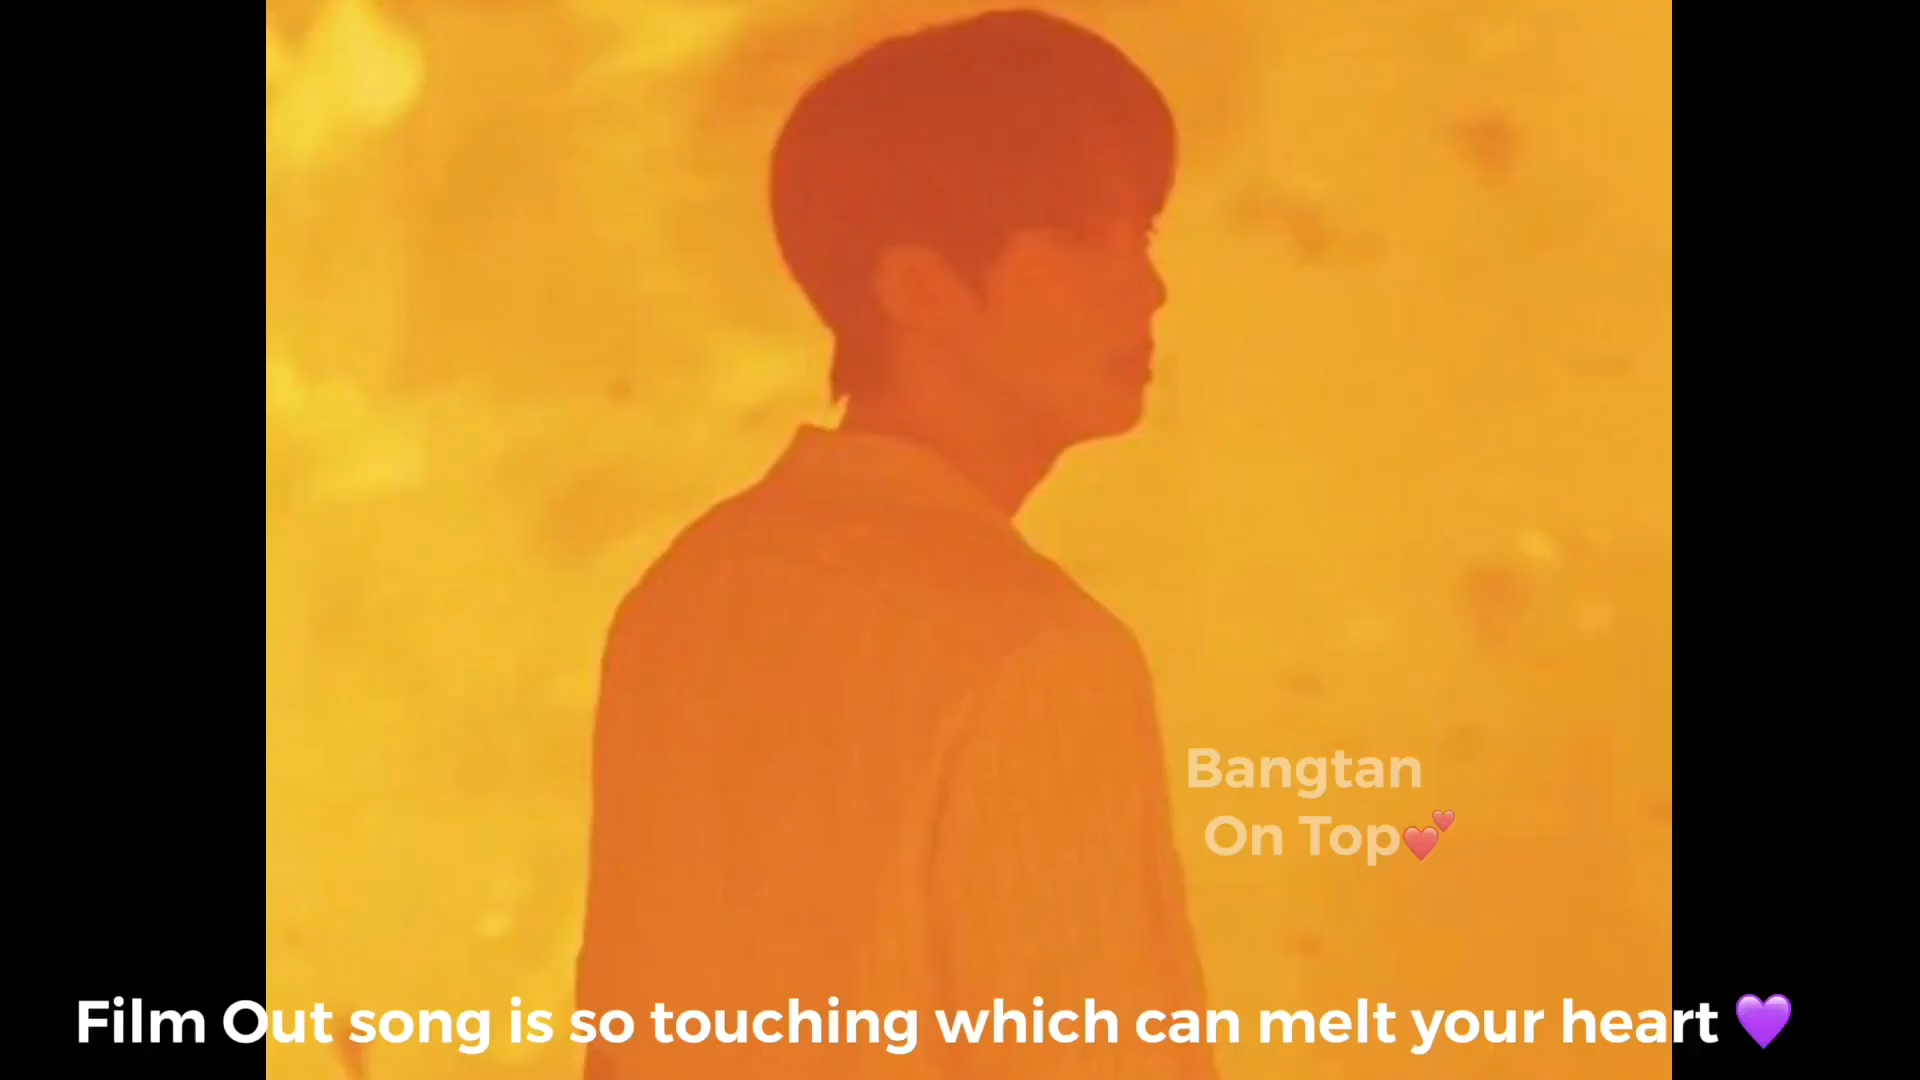 Bangtan
On Top💕
Film Out song is so touching which can melt your heart 💜